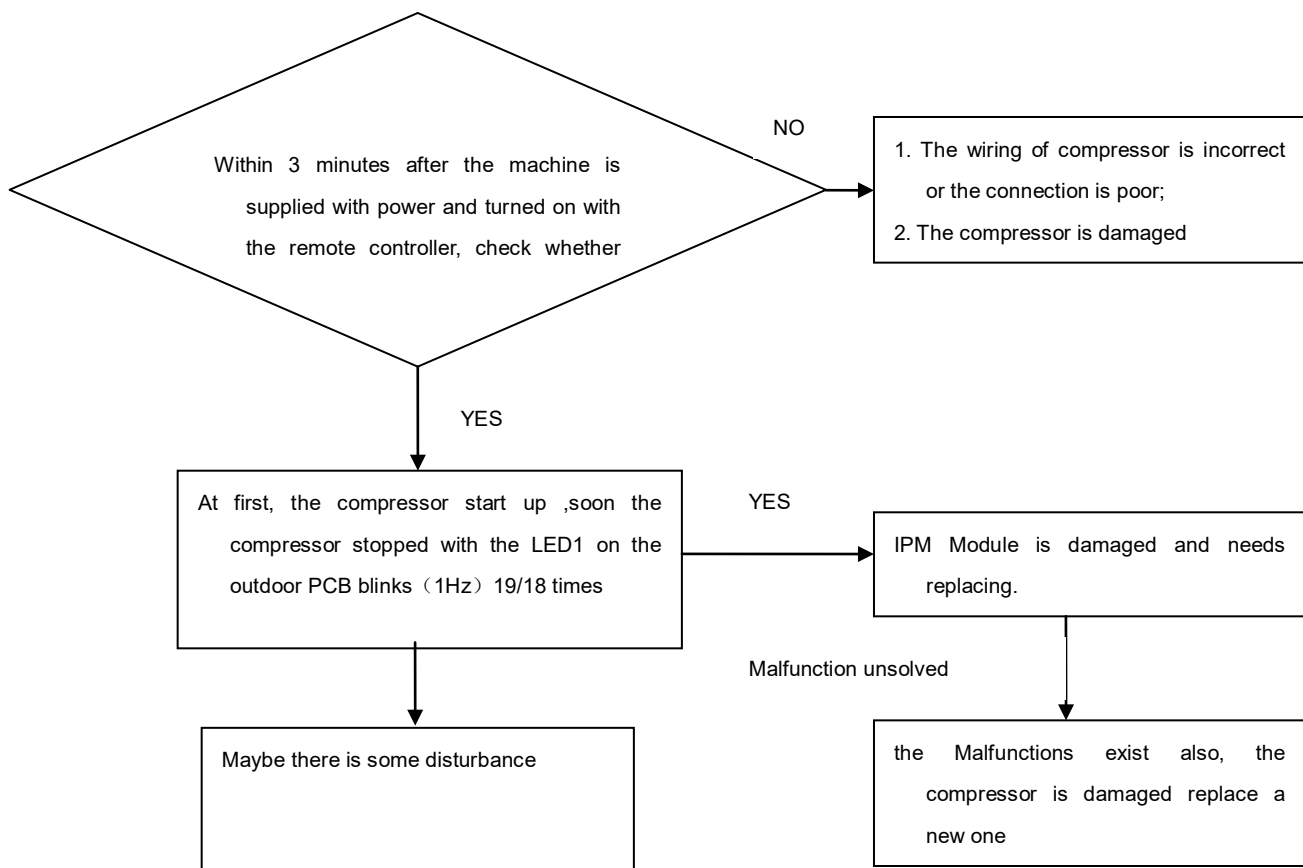 NO
Within 3 minutes after the machine is
supplied with power and turned on with
the remote controller, check whether
1. The wiring of compressor is incorrect
or the connection is poor;
2. The compressor is damaged
YES
At first, the compressor start up ,soon the
compressor stopped with the LED1 on the
outdoor PCB blinks（1Hz）19/18 times
YES
IPM Module is damaged and needs
replacing.
Malfunction unsolved
Maybe there is some disturbance
the Malfunctions exist also, the
compressor is damaged replace a
new one